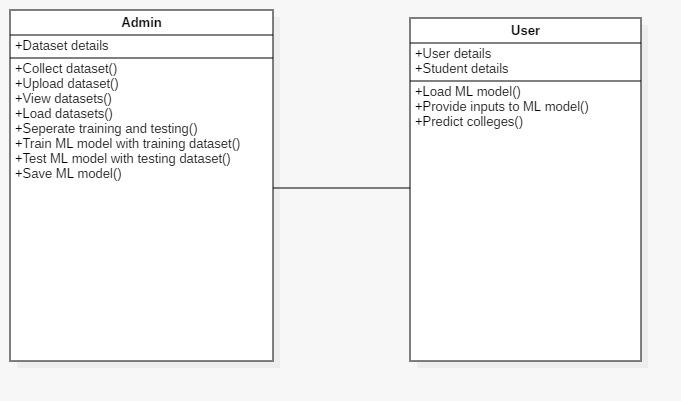 Admin
+Dataset details
+Collect dataset()
+Upload dataset()
+View datasets()
+Load datasets()
+Seperate training and testing()
+Train ML model with training dataset()
+Test ML model with testing dataset()
+Save ML model()
User
+User details
+Student details
+Load ML model()
+Provide inputs to ML model()
+Predict colleges()